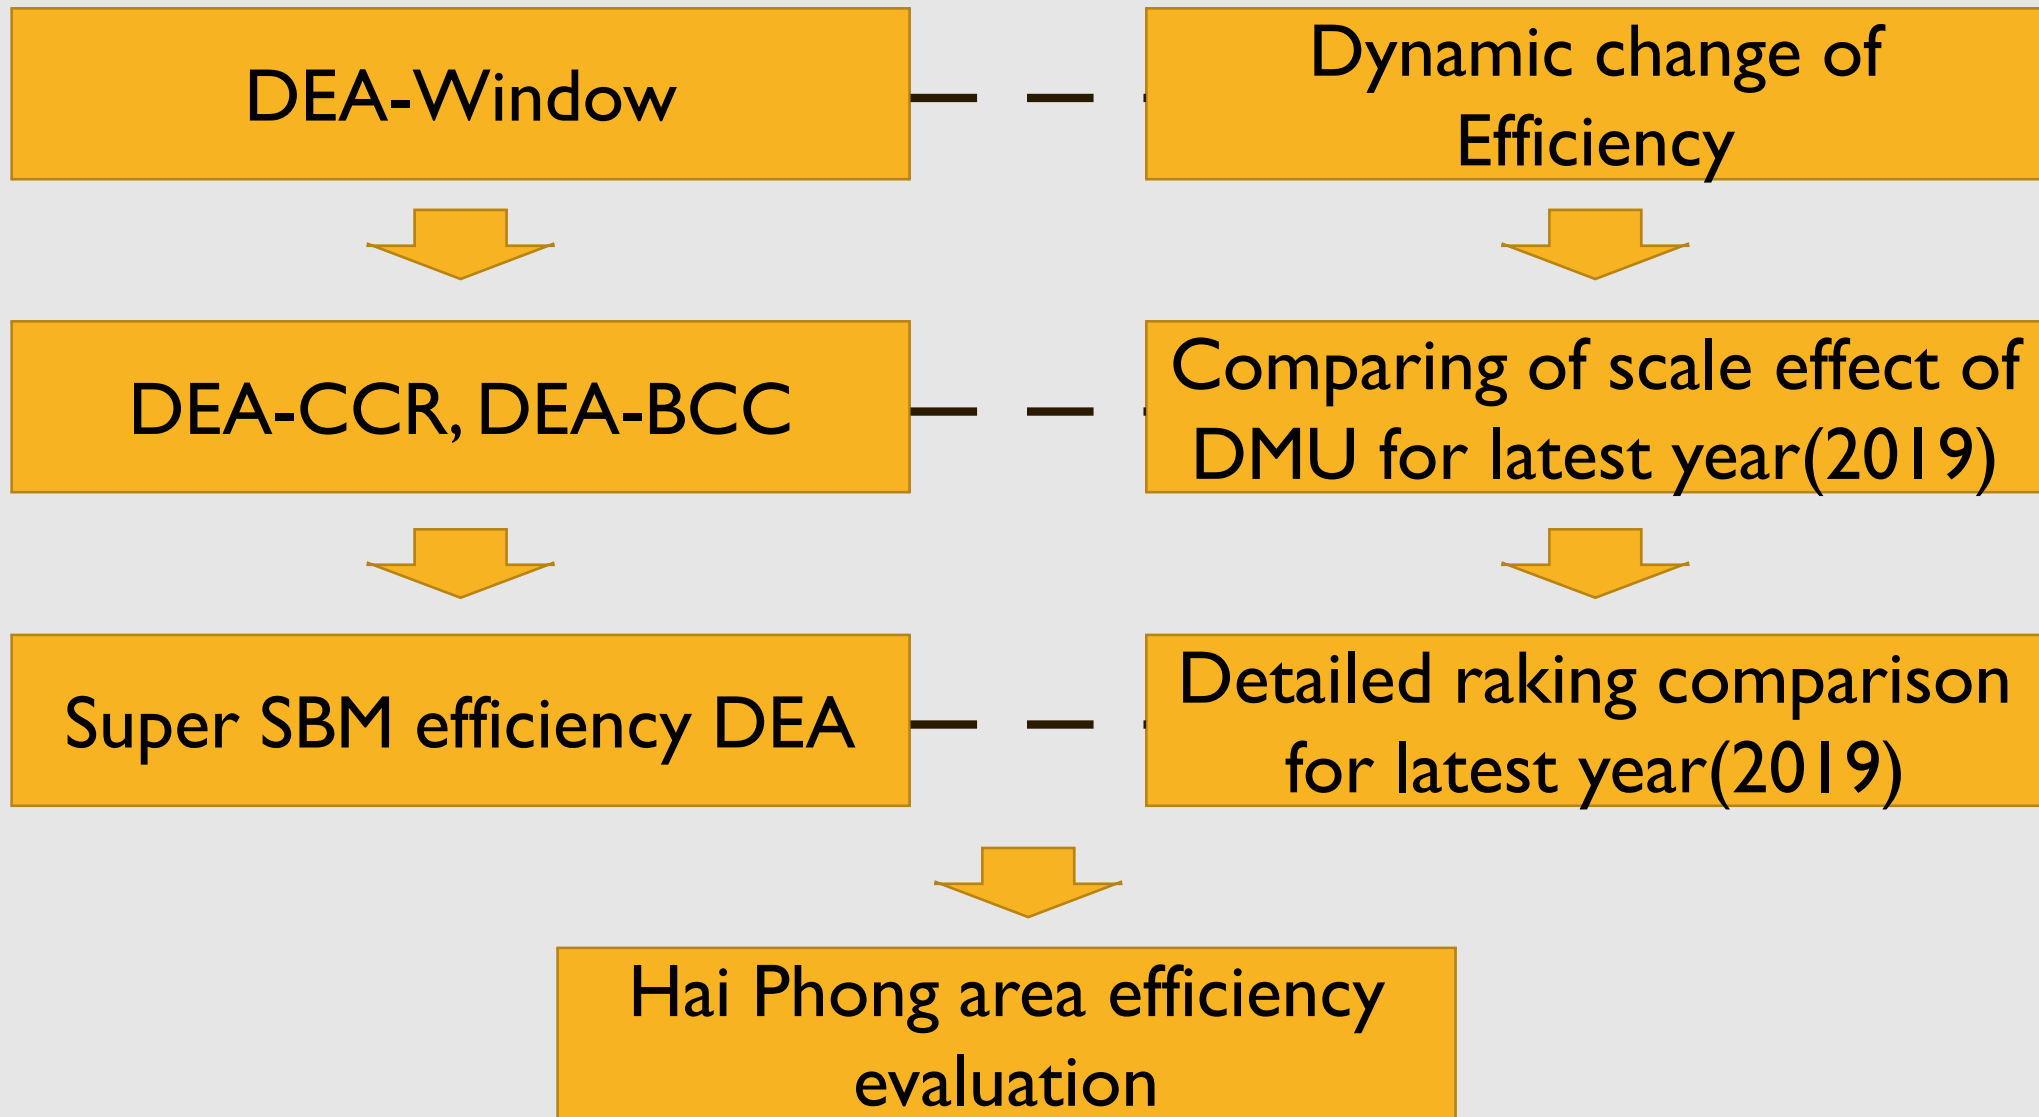 DEA-Window
Dynamic change of
Efficiency
DEA-CCR, DEA-BCC
Comparing of scale effect of
DMU for latest year(2019)
Super SBM efficiency DEA
Detailed raking comparison
for latest year(2019)
Hai Phong area efficiency
evaluation